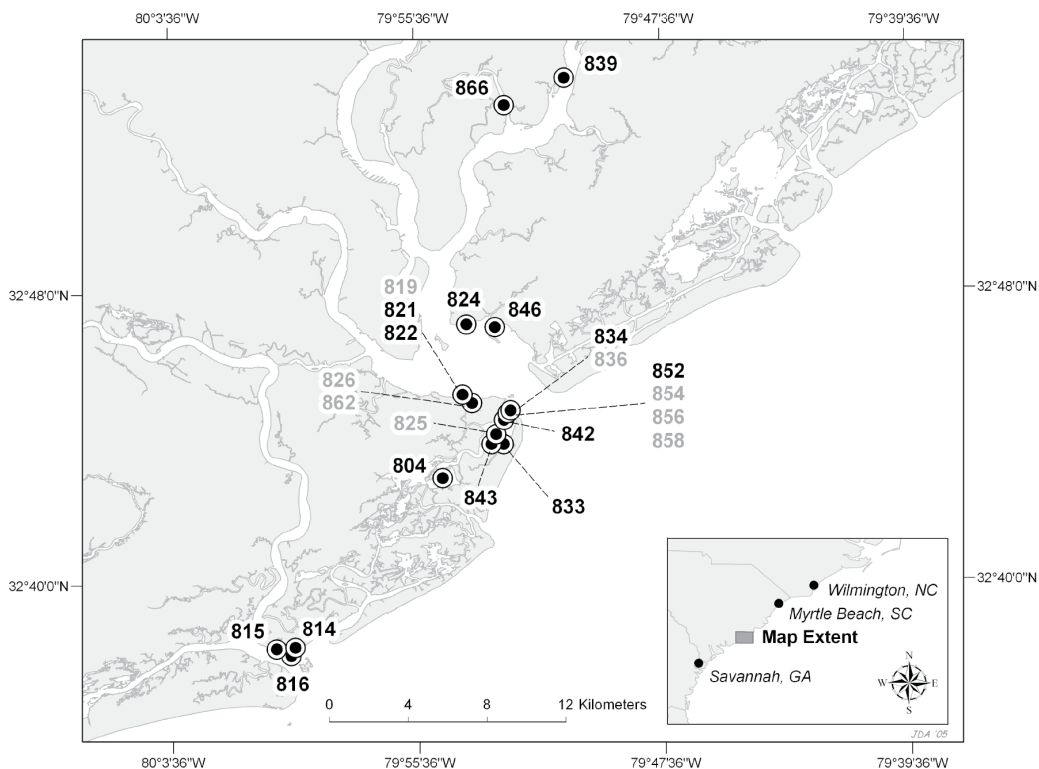 80°3'36"W
79°55'36"W
79°47'36"W
79°39'36"W
839
866
32°48'0"N
32°48'0"N
819
821
822
824
846
834
836
852
854
856
858
826
862
825
842
804
843
833
32°40'0"N
32°40'0"N
815
814
816
0 4 8 12 Kilometers
Wilmington, NC
Myrtle Beach, SC
Map Extent
Savannah, GA
N
W E
S
JDA '05
80°3'36"W
79°55'36"W
79°47'36"W
79°39'36"W